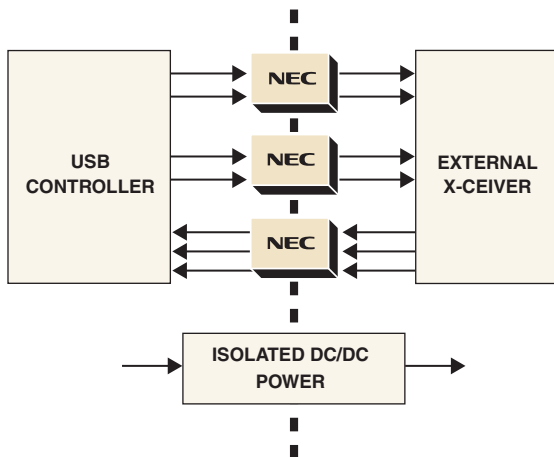 NEC
USB
CONTROLLER
NEC
EXTERNAL
X-CEIVER
NEC
ISOLATED DC/DC
POWER